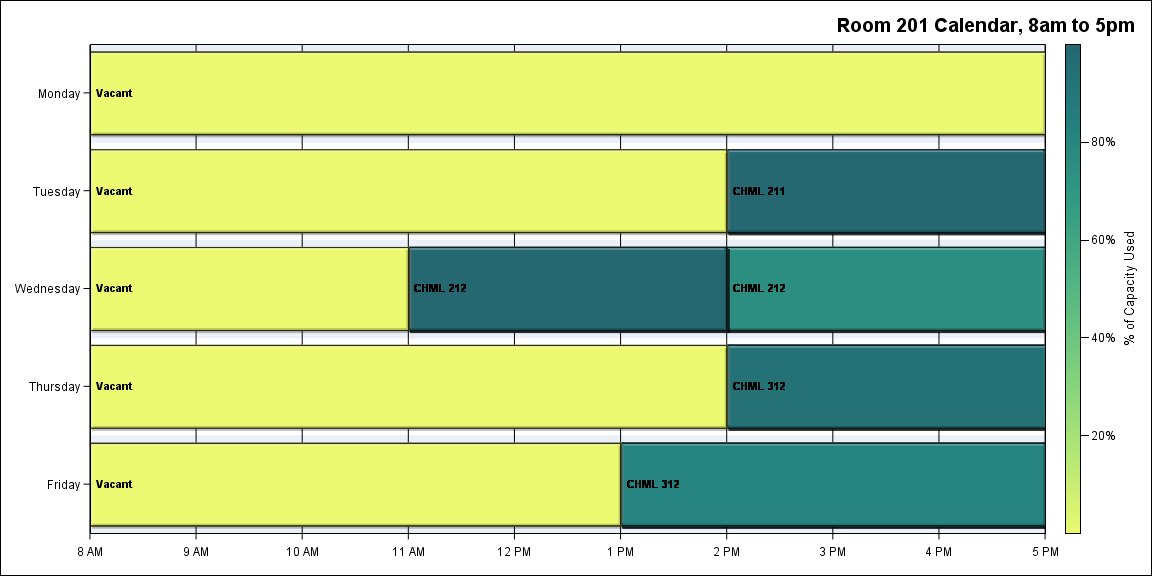 Room 201 Calendar, 8am to 5pm
Monday
Vacant
Tuesday
Vacant
CHML 211
Wednesday
Vacant
CHML 212
CHML 212
Thursday
Vacant
CHML 312
Friday
Vacant
CHML 312
8 AM
9 AM
10 AM
11 AM
12 PM
1 PM
2 PM
3 PM
4 PM
5 PM
80%
60%
40%
20%
% of Capacity Used